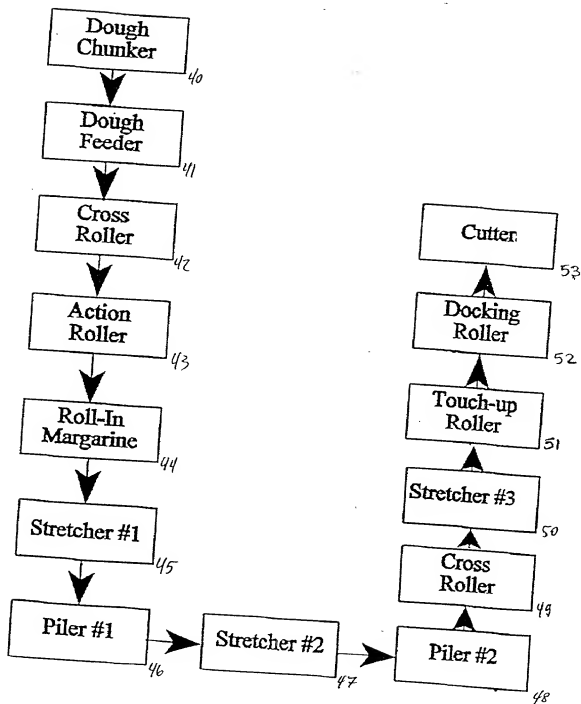 Dough
Chunker
40
Dough
Feeder
41
Cross
Roller
42
Action
Roller
43
Roll-In
Margarine
44
Stretcher #1
45
Piler #1
46
Stretcher #2
47
Piler #2
48
Cross
Roller
49
Stretcher #3
50
Touch-up
Roller
51
Docking
Roller
52
Cutter
53